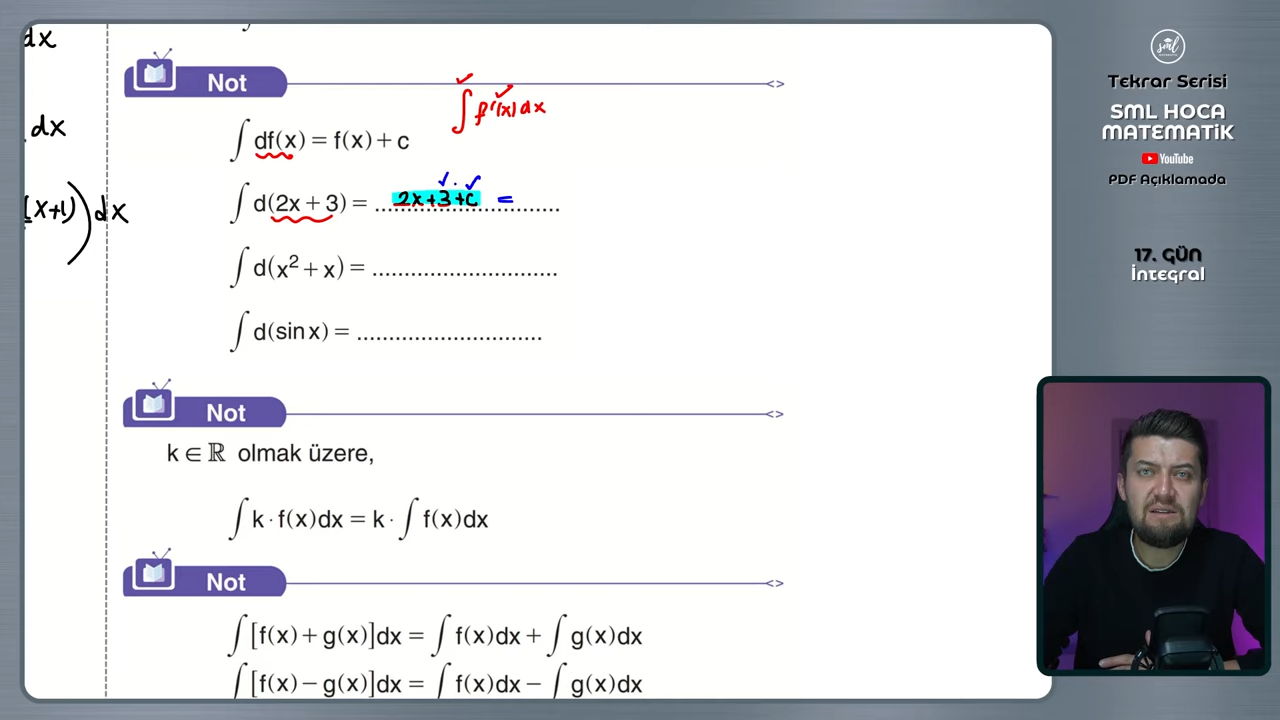 dx
dx
(x+1)) dx
Not
∫ f'(x) dx
∫ df(x) = f(x) + c
∫ d(2x + 3) = 2x + 3 + c =
∫ d(x² + x) = .............................
∫ d(sin x) = .............................
Not
k ∈ ℝ olmak üzere,
∫ k · f(x)dx = k · ∫ f(x)dx
Not
∫ [f(x) + g(x)]dx = ∫ f(x)dx + ∫ g(x)dx
∫ [f(x) − g(x)]dx = ∫ f(x)dx − ∫ g(x)dx
sml
Tekrar Serisi
SML HOCA
MATEMATİK
YouTube
PDF Açıklamada
17. GÜN
İntegral